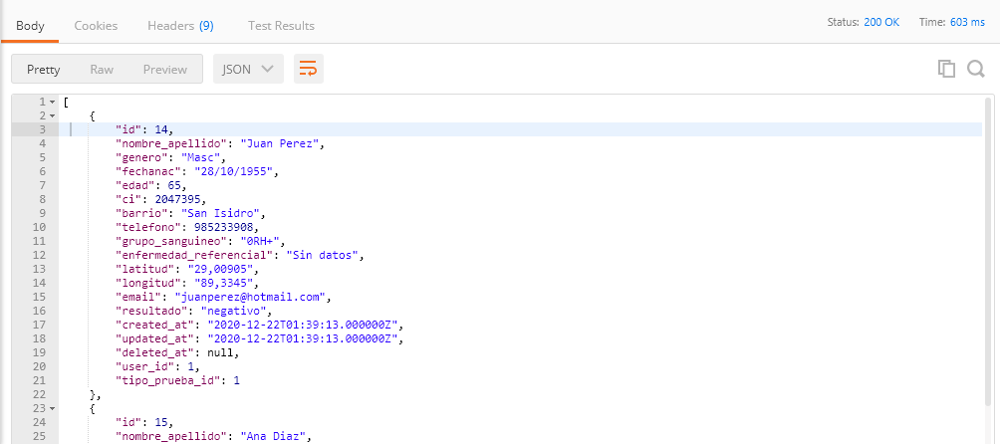 Body Cookies Headers (9) Test Results Status: 200 OK Time: 603 ms
Pretty Raw Preview JSON
1 [
2 {
3 "id": 14,
4 "nombre_apellido": "Juan Perez",
5 "genero": "Masc",
6 "fechanac": "28/10/1955",
7 "edad": 65,
8 "ci": 2047395,
9 "barrio": "San Isidro",
10 "telefono": 985233908,
11 "grupo_sanguineo": "0RH+",
12 "enfermedad_referencial": "Sin datos",
13 "latitud": "29,00905",
14 "longitud": "89,3345",
15 "email": "juanperez@hotmail.com",
16 "resultado": "negativo",
17 "created_at": "2020-12-22T01:39:13.000000Z",
18 "updated_at": "2020-12-22T01:39:13.000000Z",
19 "deleted_at": null,
20 "user_id": 1,
21 "tipo_prueba_id": 1
22 },
23 {
24 "id": 15,
25 "nombre_apellido": "Ana Diaz",